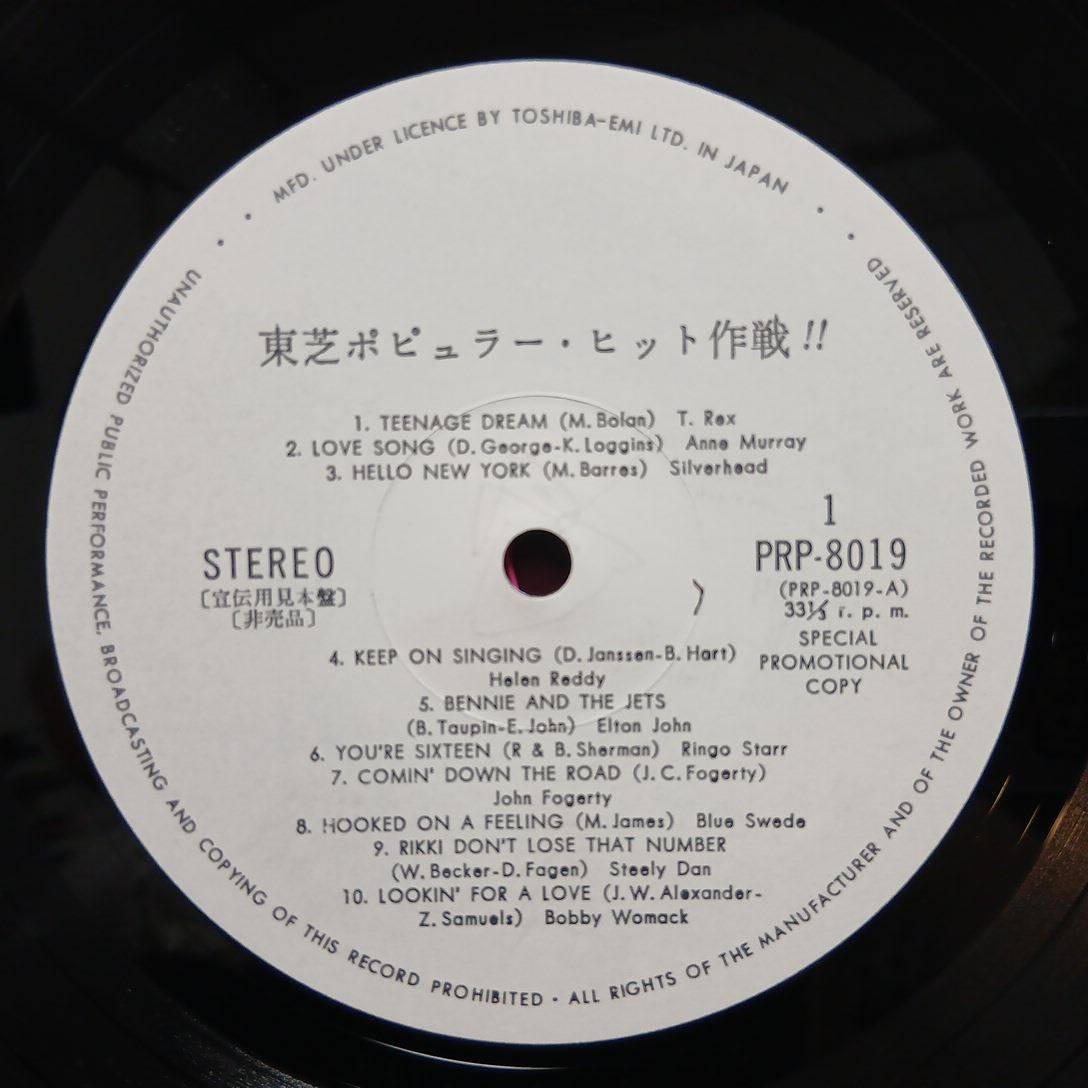 MFD. UNDER LICENCE BY TOSHIBA-EMI LTD. IN JAPAN
東芝ポピュラー・ヒット作戦!!
1. TEENAGE DREAM (M. Bolan) T. Rex
2. LOVE SONG (D. George-K. Loggins) Anne Murray
3. HELLO NEW YORK (M. Barres) Silverhead
1
STEREO
PRP-8019
〔宣伝用見本盤〕
(PRP-8019-A)
〔非売品〕
33⅓ r. p. m.
SPECIAL
PROMOTIONAL
COPY
4. KEEP ON SINGING (D. Janssen-B. Hart)
Helen Reddy
5. BENNIE AND THE JETS
(B. Taupin-E. John) Elton John
6. YOU'RE SIXTEEN (R & B. Sherman) Ringo Starr
7. COMIN' DOWN THE ROAD (J. C. Fogerty)
John Fogerty
8. HOOKED ON A FEELING (M. James) Blue Swede
9. RIKKI DON'T LOSE THAT NUMBER
(W. Becker-D. Fagen) Steely Dan
10. LOOKIN' FOR A LOVE (J. W. Alexander-
Z. Samuels) Bobby Womack
UNAUTHORIZED PUBLIC PERFORMANCE, BROADCASTING AND COPYING OF THIS RECORD PROHIBITED · ALL RIGHTS OF THE MANUFACTURER AND OF THE OWNER OF THE RECORDED WORK ARE RESERVED